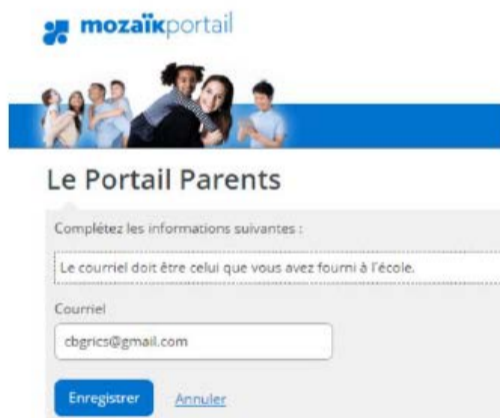 mozaïkportail
Le Portail Parents
Complétez les informations suivantes :
Le courriel doit être celui que vous avez fourni à l'école.
Courriel
cbgrics@gmail.com
Enregistrer Annuler